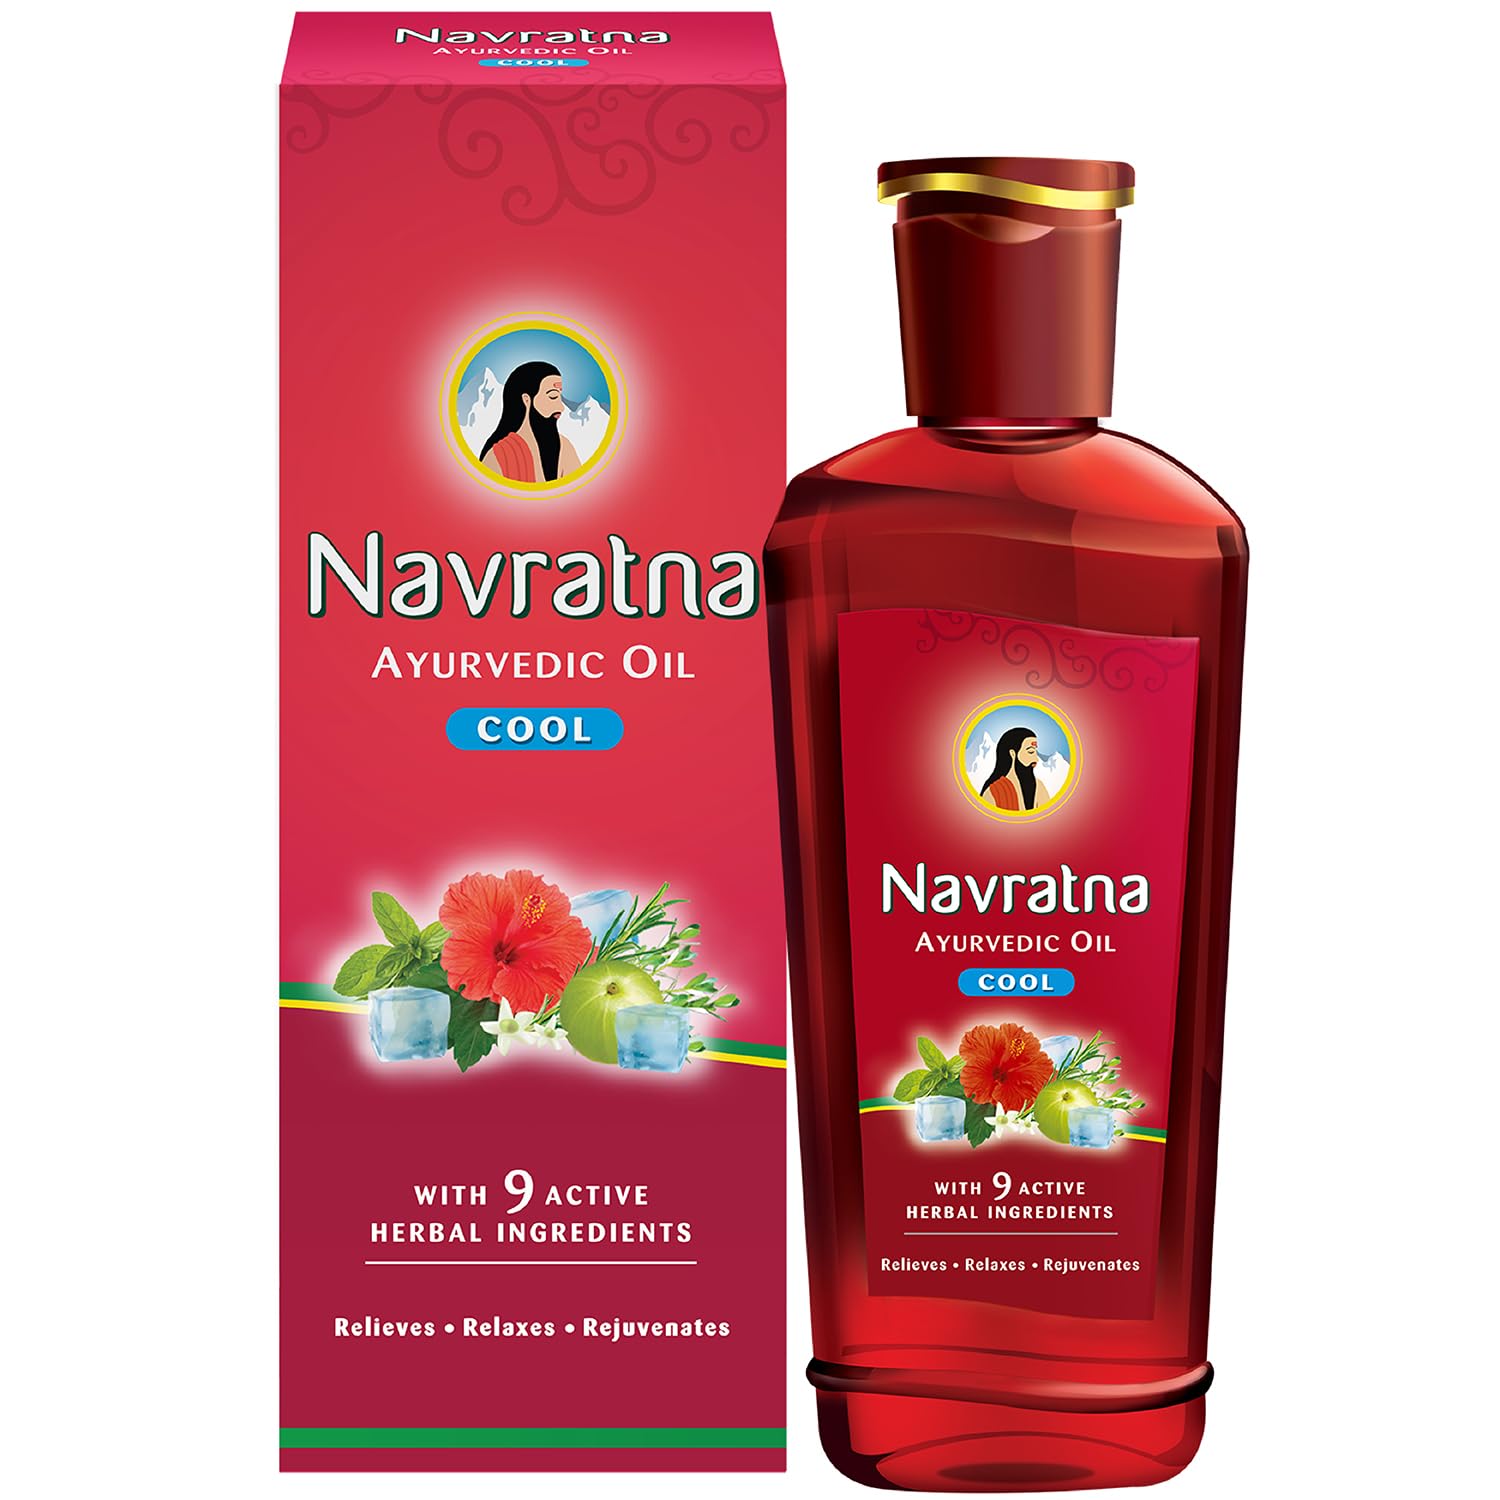 Navratna
AYURVEDIC OIL
COOL
Navratna
AYURVEDIC OIL
COOL
WITH 9 ACTIVE
HERBAL INGREDIENTS
Relieves • Relaxes • Rejuvenates
Navratna
AYURVEDIC OIL
COOL
WITH 9 ACTIVE
HERBAL INGREDIENTS
Relieves • Relaxes • Rejuvenates